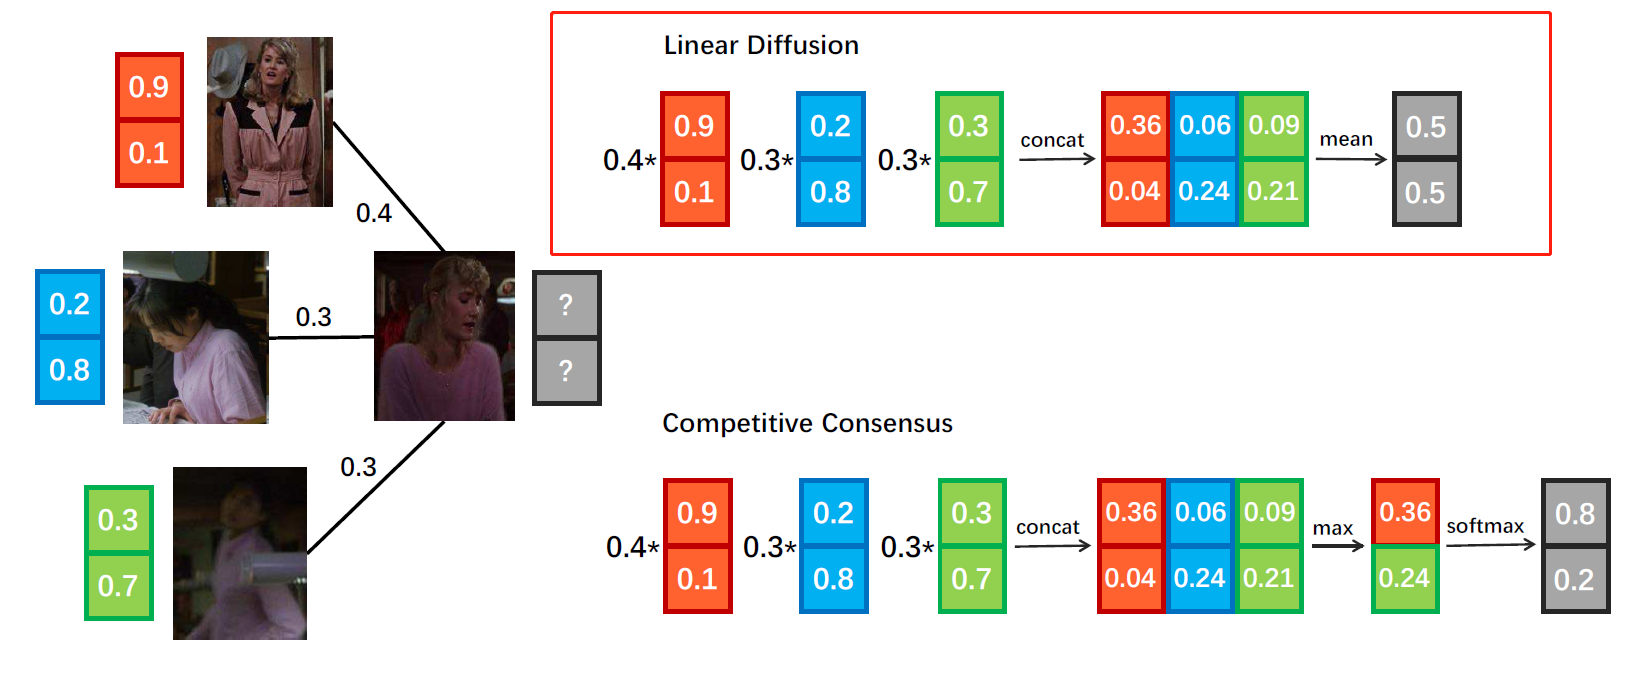 0.9
0.1
0.4
0.2
0.8
0.3
?
?
0.3
0.3
0.7
Linear Diffusion
0.4* 0.9 0.3* 0.2 0.3* 0.3 concat 0.36 0.06 0.09 mean 0.5
0.1 0.8 0.7 0.04 0.24 0.21 0.5
Competitive Consensus
0.4* 0.9 0.3* 0.2 0.3* 0.3 concat 0.36 0.06 0.09 max 0.36 softmax 0.8
0.1 0.8 0.7 0.04 0.24 0.21 0.24 0.2